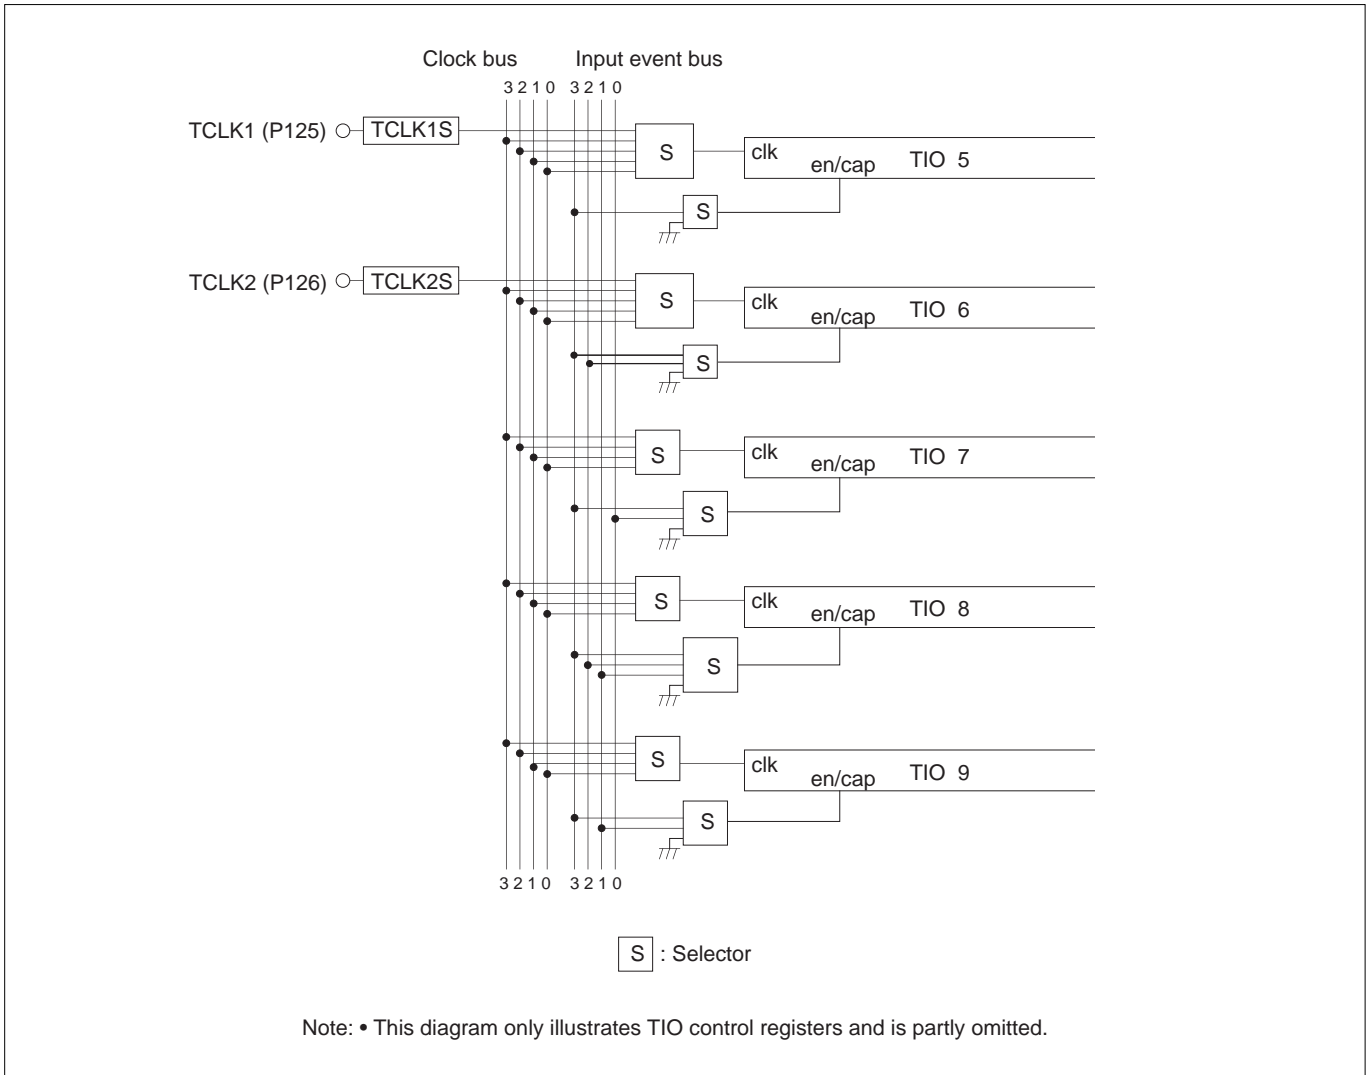 Clock bus
Input event bus
3 2 1 0
3 2 1 0
TCLK1 (P125)
TCLK1S
S
clk
en/cap
TIO 5
S
TCLK2 (P126)
TCLK2S
S
clk
en/cap
TIO 6
S
S
clk
en/cap
TIO 7
S
S
clk
en/cap
TIO 8
S
S
clk
en/cap
TIO 9
S
3 2 1 0
3 2 1 0
S : Selector
Note: • This diagram only illustrates TIO control registers and is partly omitted.